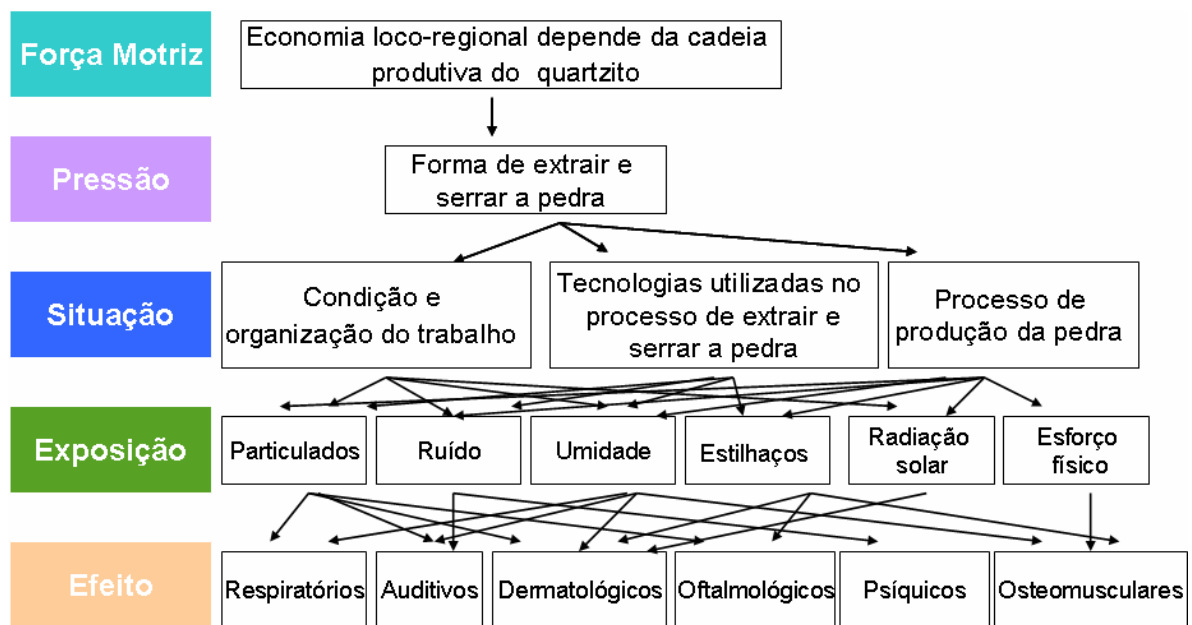 Força Motriz
Economia loco-regional depende da cadeia
produtiva do quartzito
Pressão
Forma de extrair e
serrar a pedra
Situação
Condição e
organização do trabalho
Tecnologias utilizadas no
processo de extrair e
serrar a pedra
Processo de
produção da pedra
Exposição
Particulados
Ruído
Umidade
Estilhaços
Radiação
solar
Esforço
físico
Efeito
Respiratórios
Auditivos
Dermatológicos
Oftalmológicos
Psíquicos
Osteomusculares